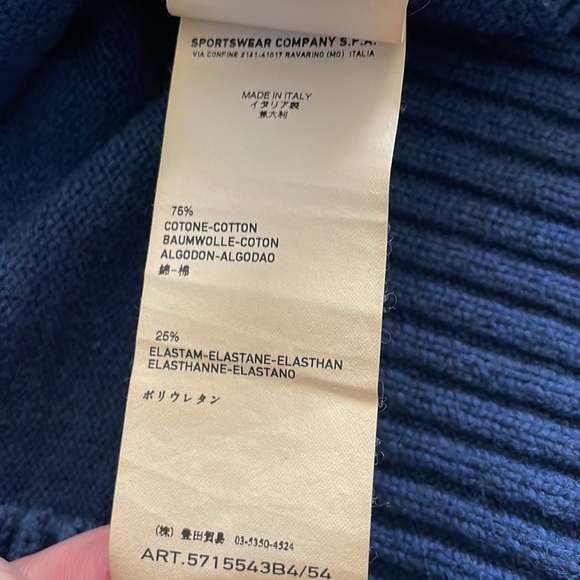 SPORTSWEAR COMPANY S.P.A.
VIA CONFINE 2161-41017 RAVARINO (MO) ITALIA
MADE IN ITALY
イタリア製
意大利
75%
COTONE-COTTON
BAUMWOLLE-COTON
ALGODON-ALGODAO
綿-棉
25%
ELASTAM-ELASTANE-ELASTHAN
ELASTHANNE-ELASTANO
ポリウレタン
(株) 豊田貿易 03-5350-4524
ART.5715543B4/54